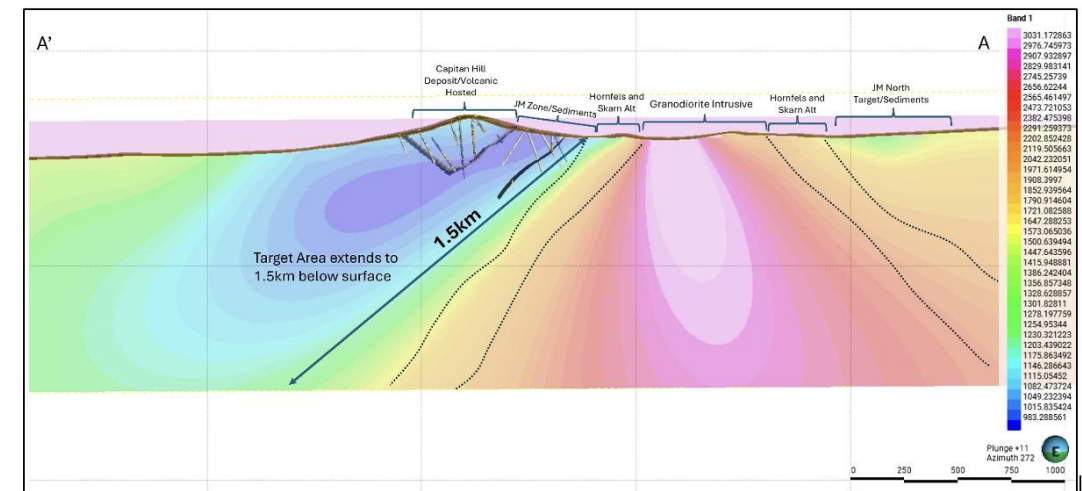 Band 1
A'
A
Capitan Hill
Deposit/Volcanic
Hosted
JM Zone/Sediments
Hornfels and
Skarn Alt
Granodiorite Intrusive
Hornfels and
Skarn Alt
JM North
Target/Sediments
1.5km
Target Area extends to
1.5km below surface
3031.172863
2976.745973
2907.932897
2829.983141
2745.25739
2656.62244
2565.461497
2473.721053
2382.475398
2291.259373
2202.852428
2119.505663
2042.232051
1971.614954
1908.3997
1852.939564
1790.914604
1721.082588
1647.288253
1573.065036
1500.639494
1447.643596
1415.948881
1386.242404
1356.857348
1328.628857
1301.82811
1278.197759
1254.95344
1230.321223
1203.439022
1175.863492
1146.286643
1115.05452
1082.473724
1049.232394
1015.835424
983.288561
Plunge +11
Azimuth 272
E
0 250 500 750 1000